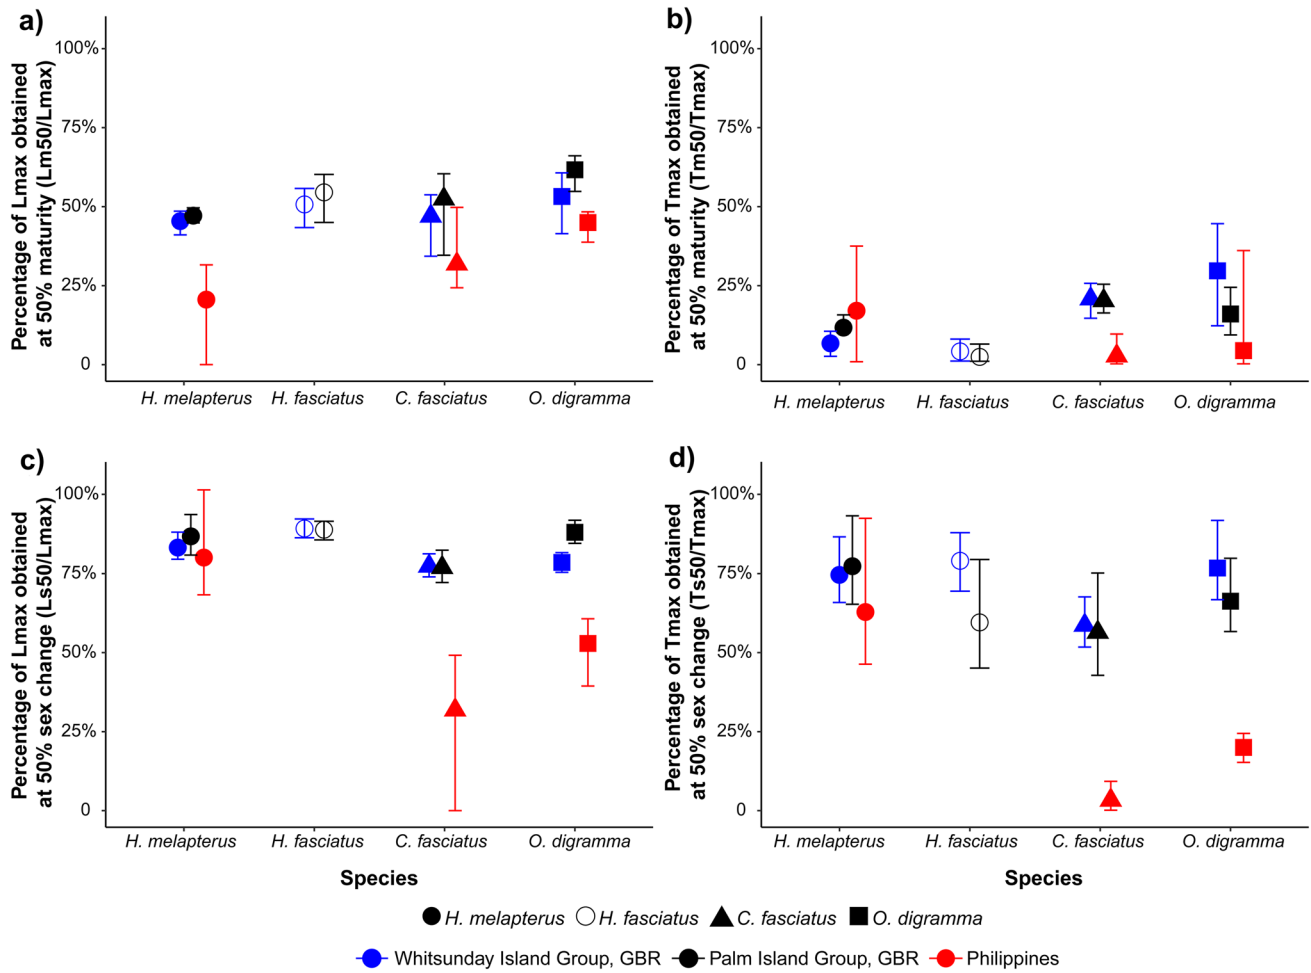 a)
Percentage of Lmax obtained
at 50% maturity (Lm50/Lmax)
100%
75%
50%
25%
0
H. melapterus H. fasciatus C. fasciatus O. digramma
b)
Percentage of Tmax obtained
at 50% maturity (Tm50/Tmax)
100%
75%
50%
25%
0
H. melapterus H. fasciatus C. fasciatus O. digramma
c)
Percentage of Lmax obtained
at 50% sex change (Ls50/Lmax)
100%
75%
50%
25%
0
H. melapterus H. fasciatus C. fasciatus O. digramma
Species
d)
Percentage of Tmax obtained
at 50% sex change (Ts50/Tmax)
100%
75%
50%
25%
0
H. melapterus H. fasciatus C. fasciatus O. digramma
Species
H. melapterus H. fasciatus C. fasciatus O. digramma
Whitsunday Island Group, GBR Palm Island Group, GBR Philippines